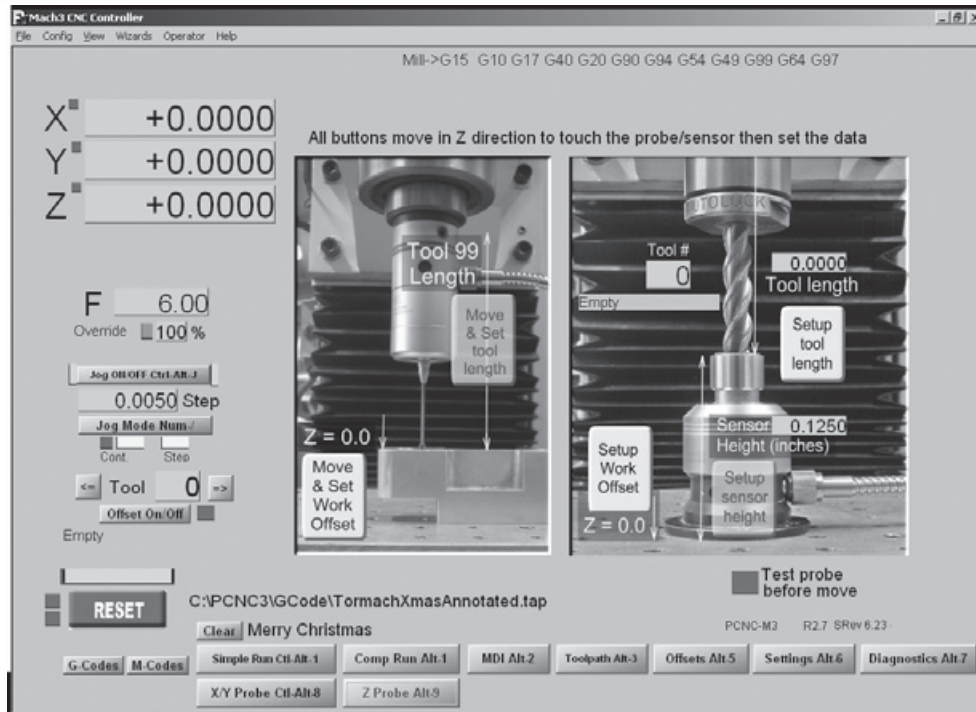 Mach3 CNC Controller
File Config View Wizards Operator Help
Mill->G15 G10 G17 G40 G20 G90 G94 G54 G49 G99 G64 G97
X +0.0000
Y +0.0000
Z +0.0000
All buttons move in Z direction to touch the probe/sensor then set the data
Tool 99
Length
Move
& Set
tool
length
Z = 0.0
Move
& Set
Work
Offset
AUTOLOCK
Tool #
0
Empty
0.0000
Tool length
Setup
tool
length
Sensor 0.1250
Height (inches)
Setup
Work
Offset
Setup
sensor
height
Z = 0.0
F 6.00
Override 100 %
Jog ON/OFF Ctrl-Alt-J
0.0050 Step
Jog Mode Num-/
Cont. Step
<= Tool 0 =>
Offset On/Off
Empty
Test probe
before move
RESET
C:\PCNC3\GCode\TormachXmasAnnotated.tap
Clear Merry Christmas
PCNC-M3 R2.7 SRev 6.23
G-Codes M-Codes
Simple Run Ctl-Alt-1 Comp Run Alt-1 MDI Alt-2 Toolpath Alt-3 Offsets Alt-5 Settings Alt-6 Diagnostics Alt-7
X/Y Probe Ctl-Alt-8 Z Probe Alt-9